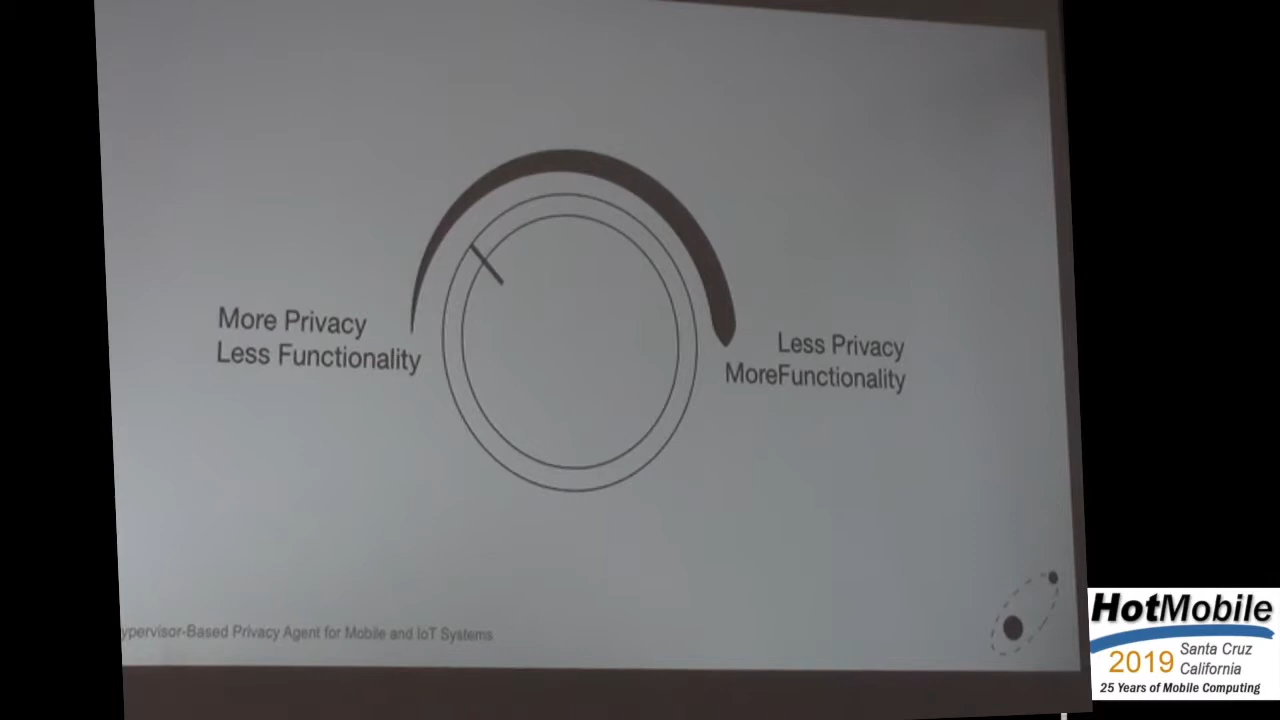 More Privacy
Less Functionality
Less Privacy
MoreFunctionality
ypervisor-Based Privacy Agent for Mobile and IoT Systems
HotMobile
2019 Santa Cruz
California
25 Years of Mobile Computing